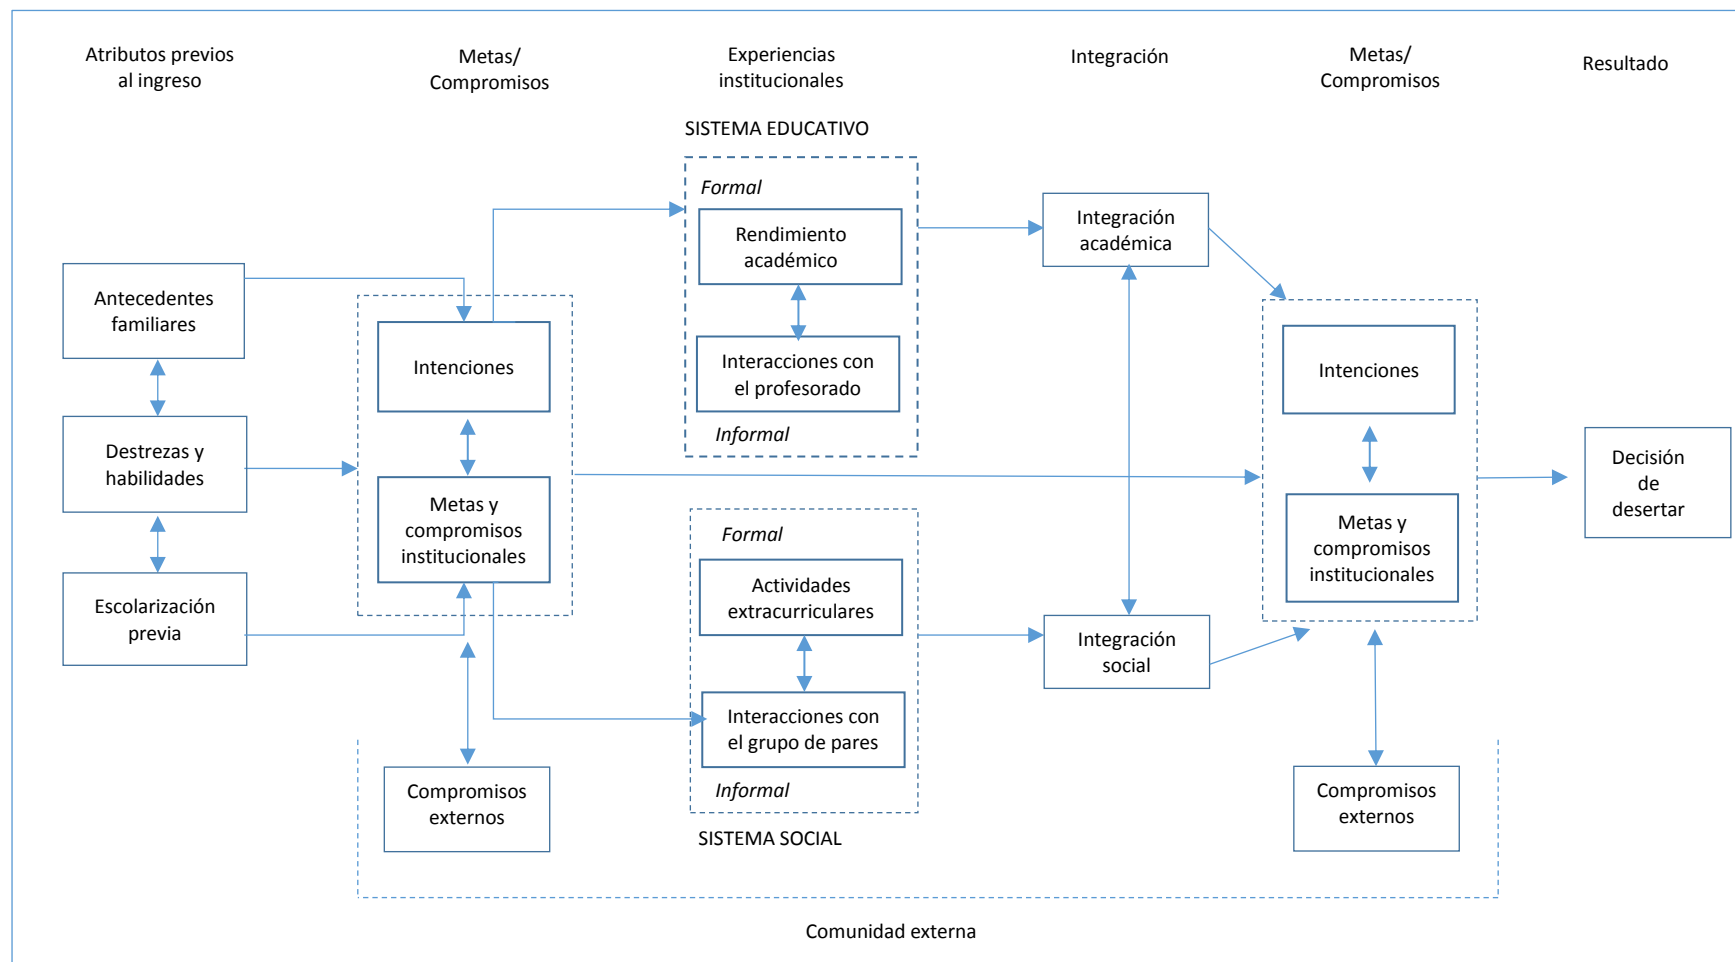 Atributos previos
al ingreso
Metas/
Compromisos
Experiencias
institucionales
Integración
Metas/
Compromisos
Resultado
SISTEMA EDUCATIVO
Formal
Rendimiento
académico
Interacciones con
el profesorado
Informal
Antecedentes
familiares
Destrezas y
habilidades
Escolarización
previa
Intenciones
Metas y
compromisos
institucionales
Compromisos
externos
Formal
Actividades
extracurriculares
Interacciones con
el grupo de pares
Informal
SISTEMA SOCIAL
Integración
académica
Integración
social
Intenciones
Metas y
compromisos
institucionales
Compromisos
externos
Decisión
de
desertar
Comunidad externa